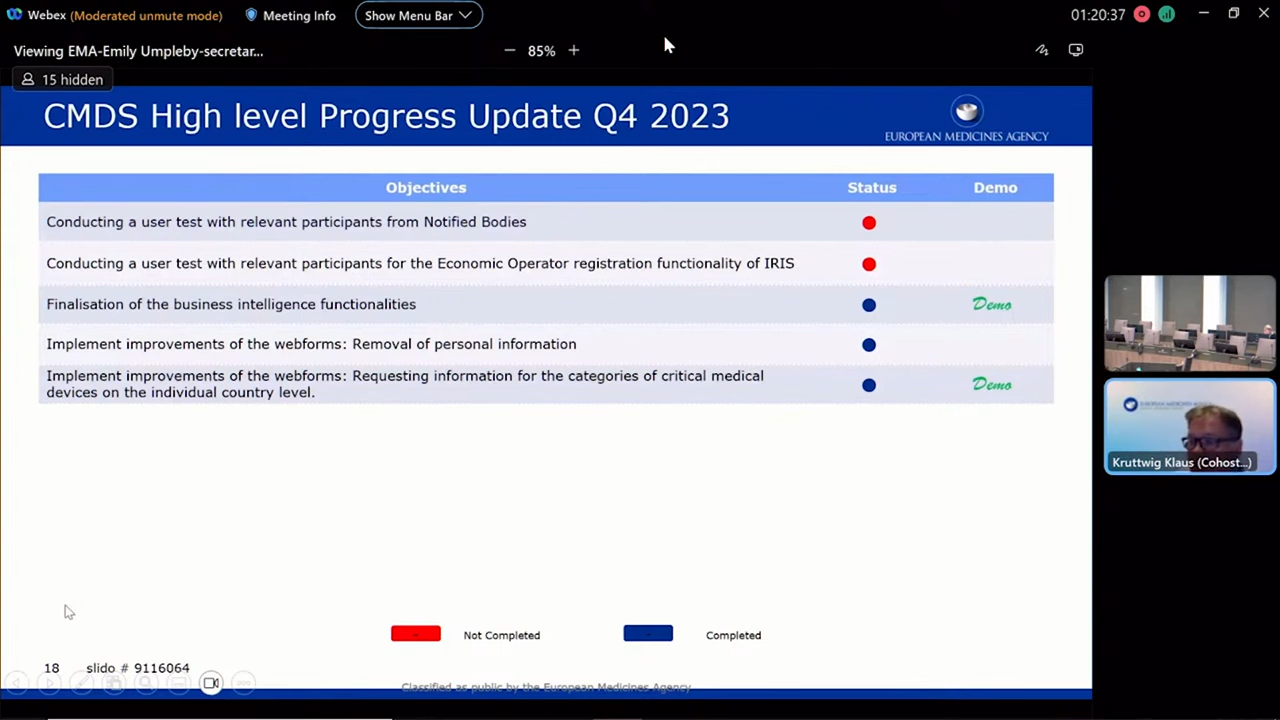 Webex (Moderated unmute mode) Meeting Info Show Menu Bar 01:20:37
Viewing EMA-Emily Umpleby-secretar... 85%
15 hidden
CMDS High level Progress Update Q4 2023
EUROPEAN MEDICINES AGENCY
Objectives Status Demo
Conducting a user test with relevant participants from Notified Bodies
Conducting a user test with relevant participants for the Economic Operator registration functionality of IRIS
Finalisation of the business intelligence functionalities Demo
Implement improvements of the webforms: Removal of personal information
Implement improvements of the webforms: Requesting information for the categories of critical medical
devices on the individual country level. Demo
EUROPEAN MEDICINES AGENCY
Kruttwig Klaus (Cohost...)
Not Completed Completed
18 slido # 9116064
Classified as public by the European Medicines Agency